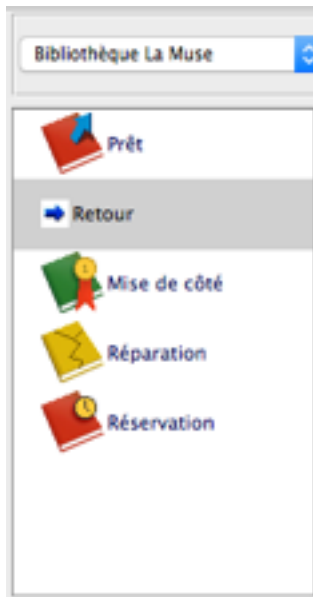 Bibliothèque La Muse
Prêt
Retour
Mise de côté
Réparation
Réservation